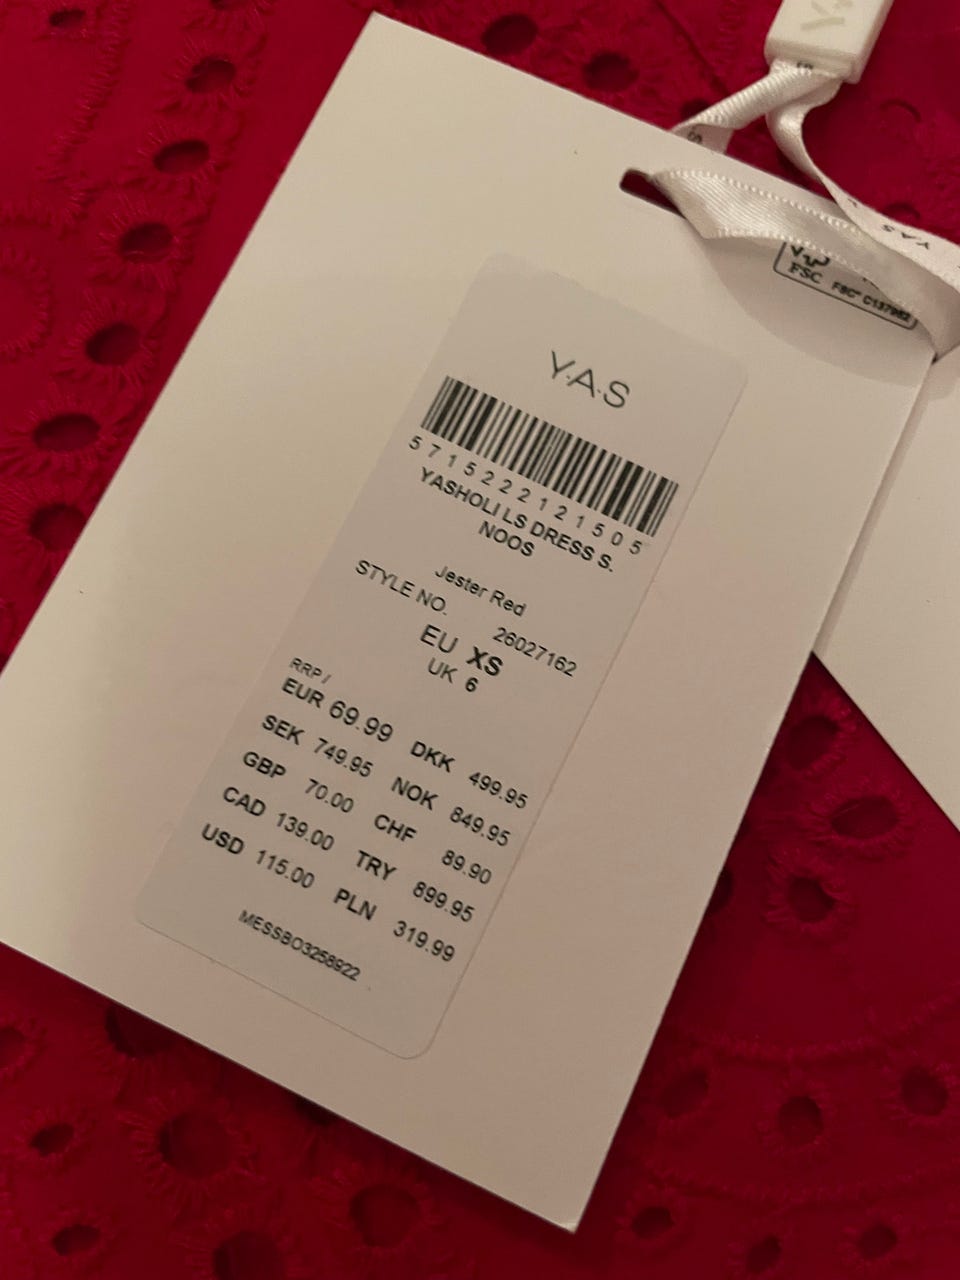 FSC
FSC® C137982
Y.A.S
Y·A·S
5715222121505
YASHOLI LS DRESS S.
NOOS
Jester Red
STYLE NO. 26027162
EU XS
UK 6
RRP/
EUR 69.99 DKK 499.95
SEK 749.95 NOK 849.95
GBP 70.00 CHF 89.90
CAD 139.00 TRY 899.95
USD 115.00 PLN 319.99
MESSBO3258922